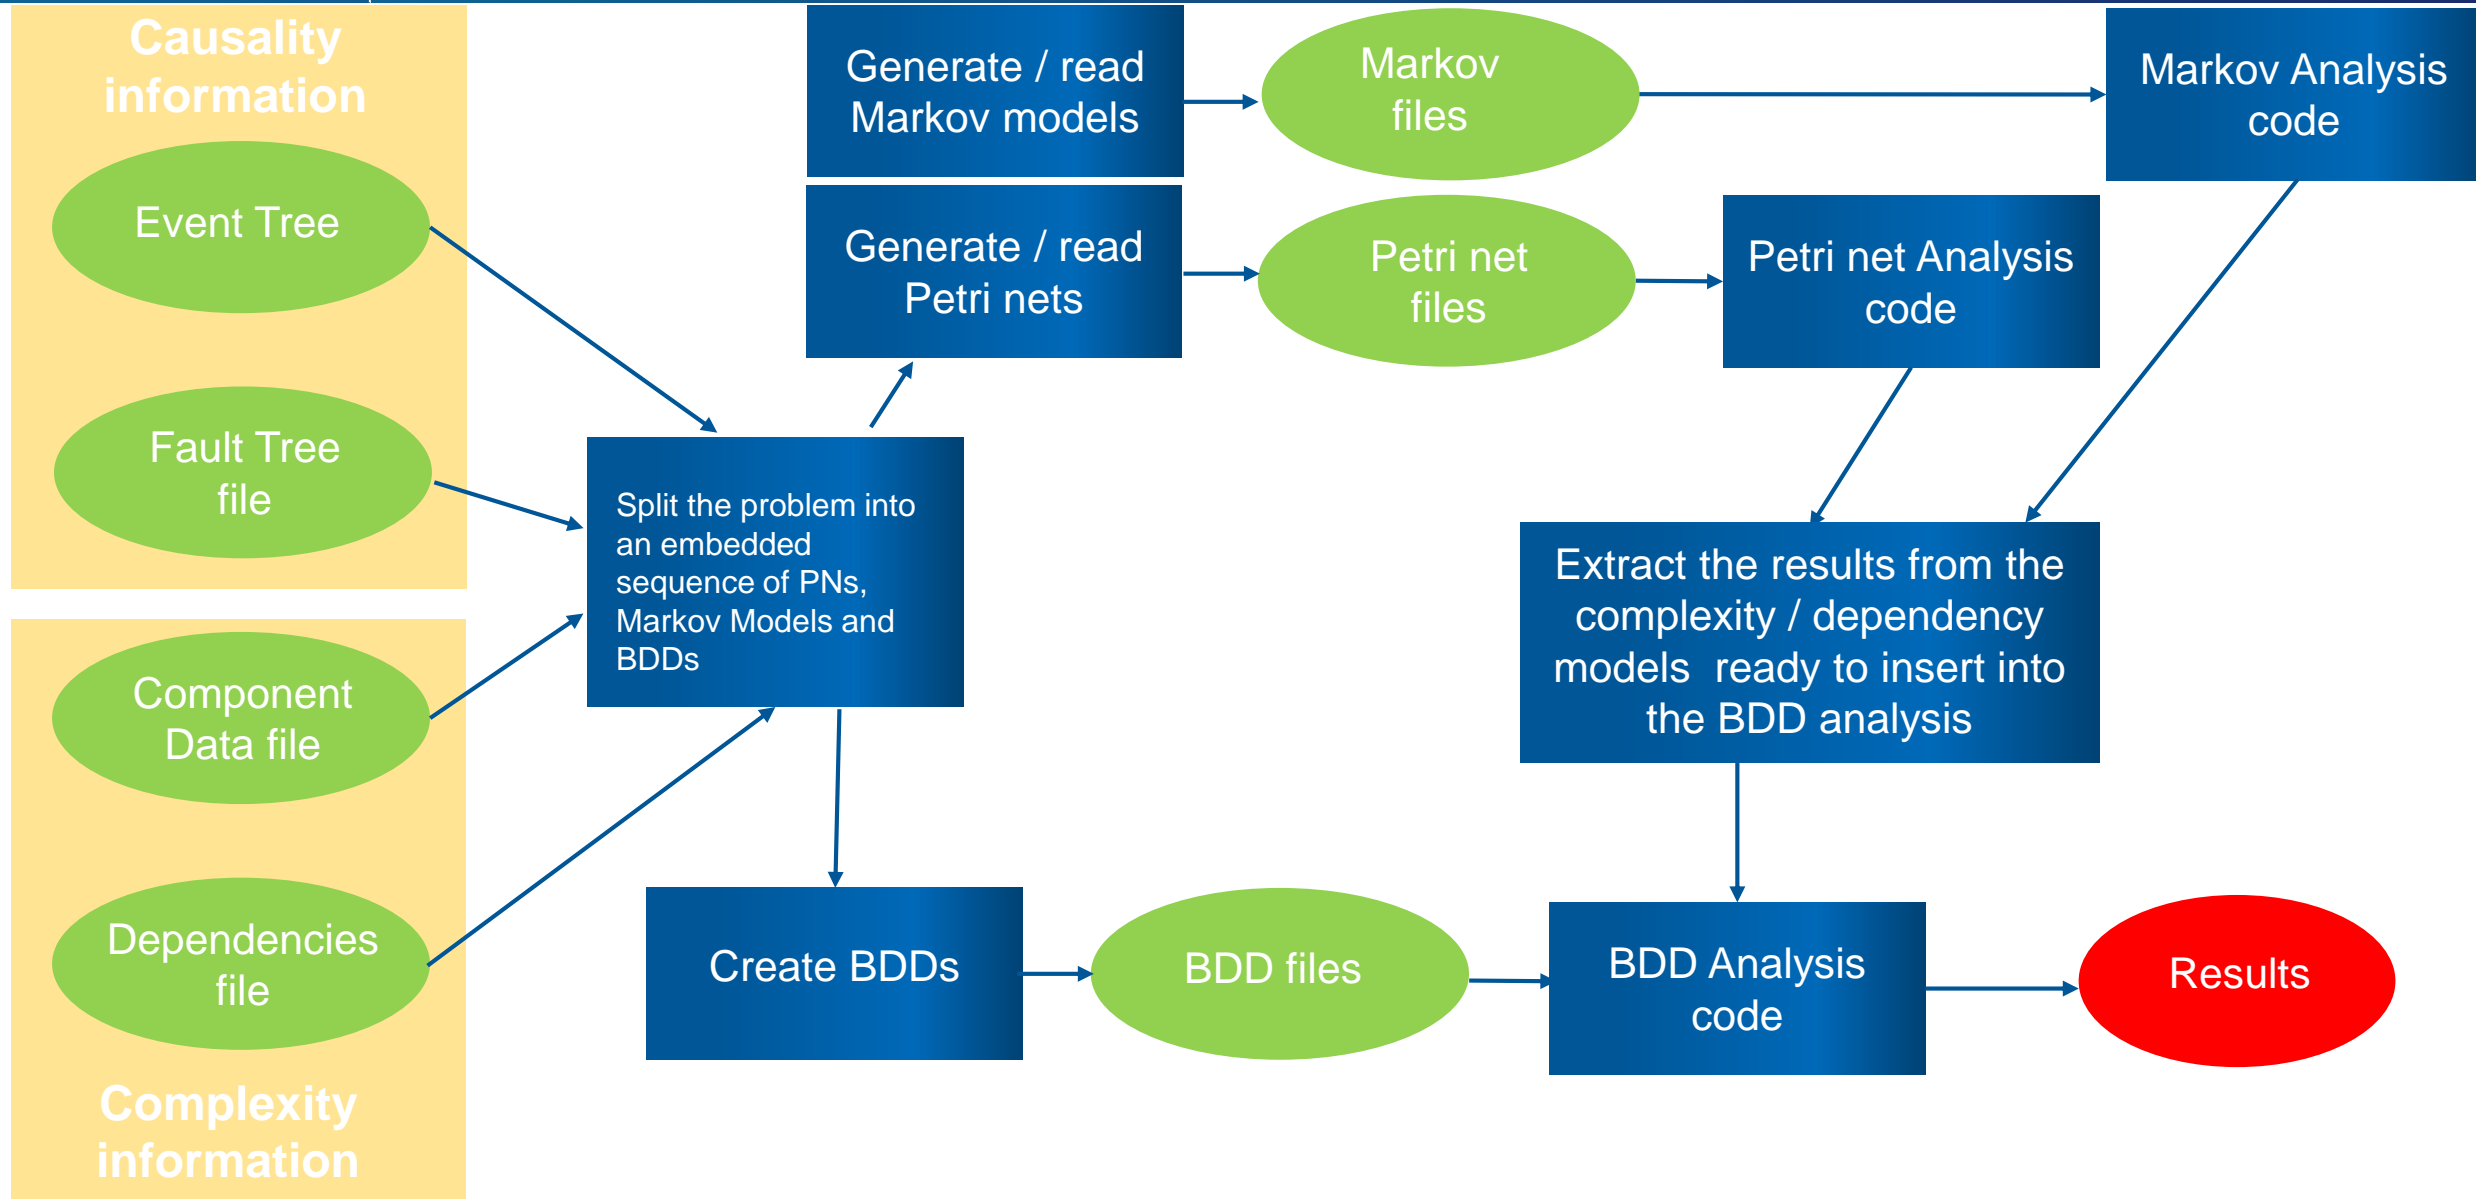 Causality
information
Event Tree
Fault Tree
file
Component
Data file
Dependencies
file
Complexity
information
Generate / read
Markov models
Markov
files
Markov Analysis
code
Generate / read
Petri nets
Petri net
files
Petri net Analysis
code
Split the problem into
an embedded
sequence of PNs,
Markov Models and
BDDs
Extract the results from the
complexity / dependency
models  ready to insert into
the BDD analysis
Create BDDs
BDD files
BDD Analysis
code
Results